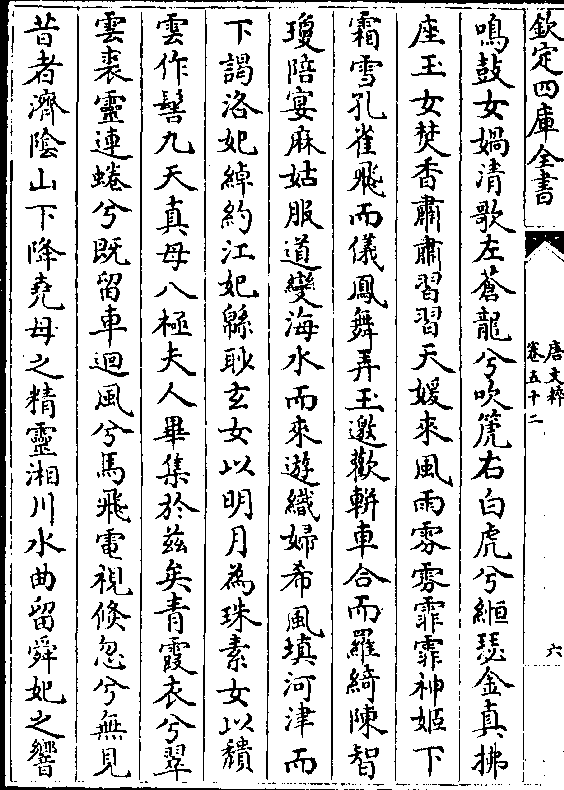 欽定四庫全書
唐文粹
卷五十二
六
鳴鼓女媧清歌左蒼龍兮吹篪右白虎兮緪瑟金真拂
座玉女焚香肅肅習習天媛來風雨雰雰霏霏神姬下
霜雪孔雀飛而儀鳳舞弄玉邀歡軿車合而羅綺陳智
瓊陪宴麻姑服道變海水而來遊織婦希風填河津而
下謁洛妃綽約江妃緜眇玄女以明月為珠素女以頳
雲作髻九天真母八極夫人畢集於兹矣青霞衣兮翠
雲裘靈連蜷兮既留車迴風兮馬飛電視倏忽兮無見
昔者濟陰山下降堯母之精靈湘川水曲留舜妃之響